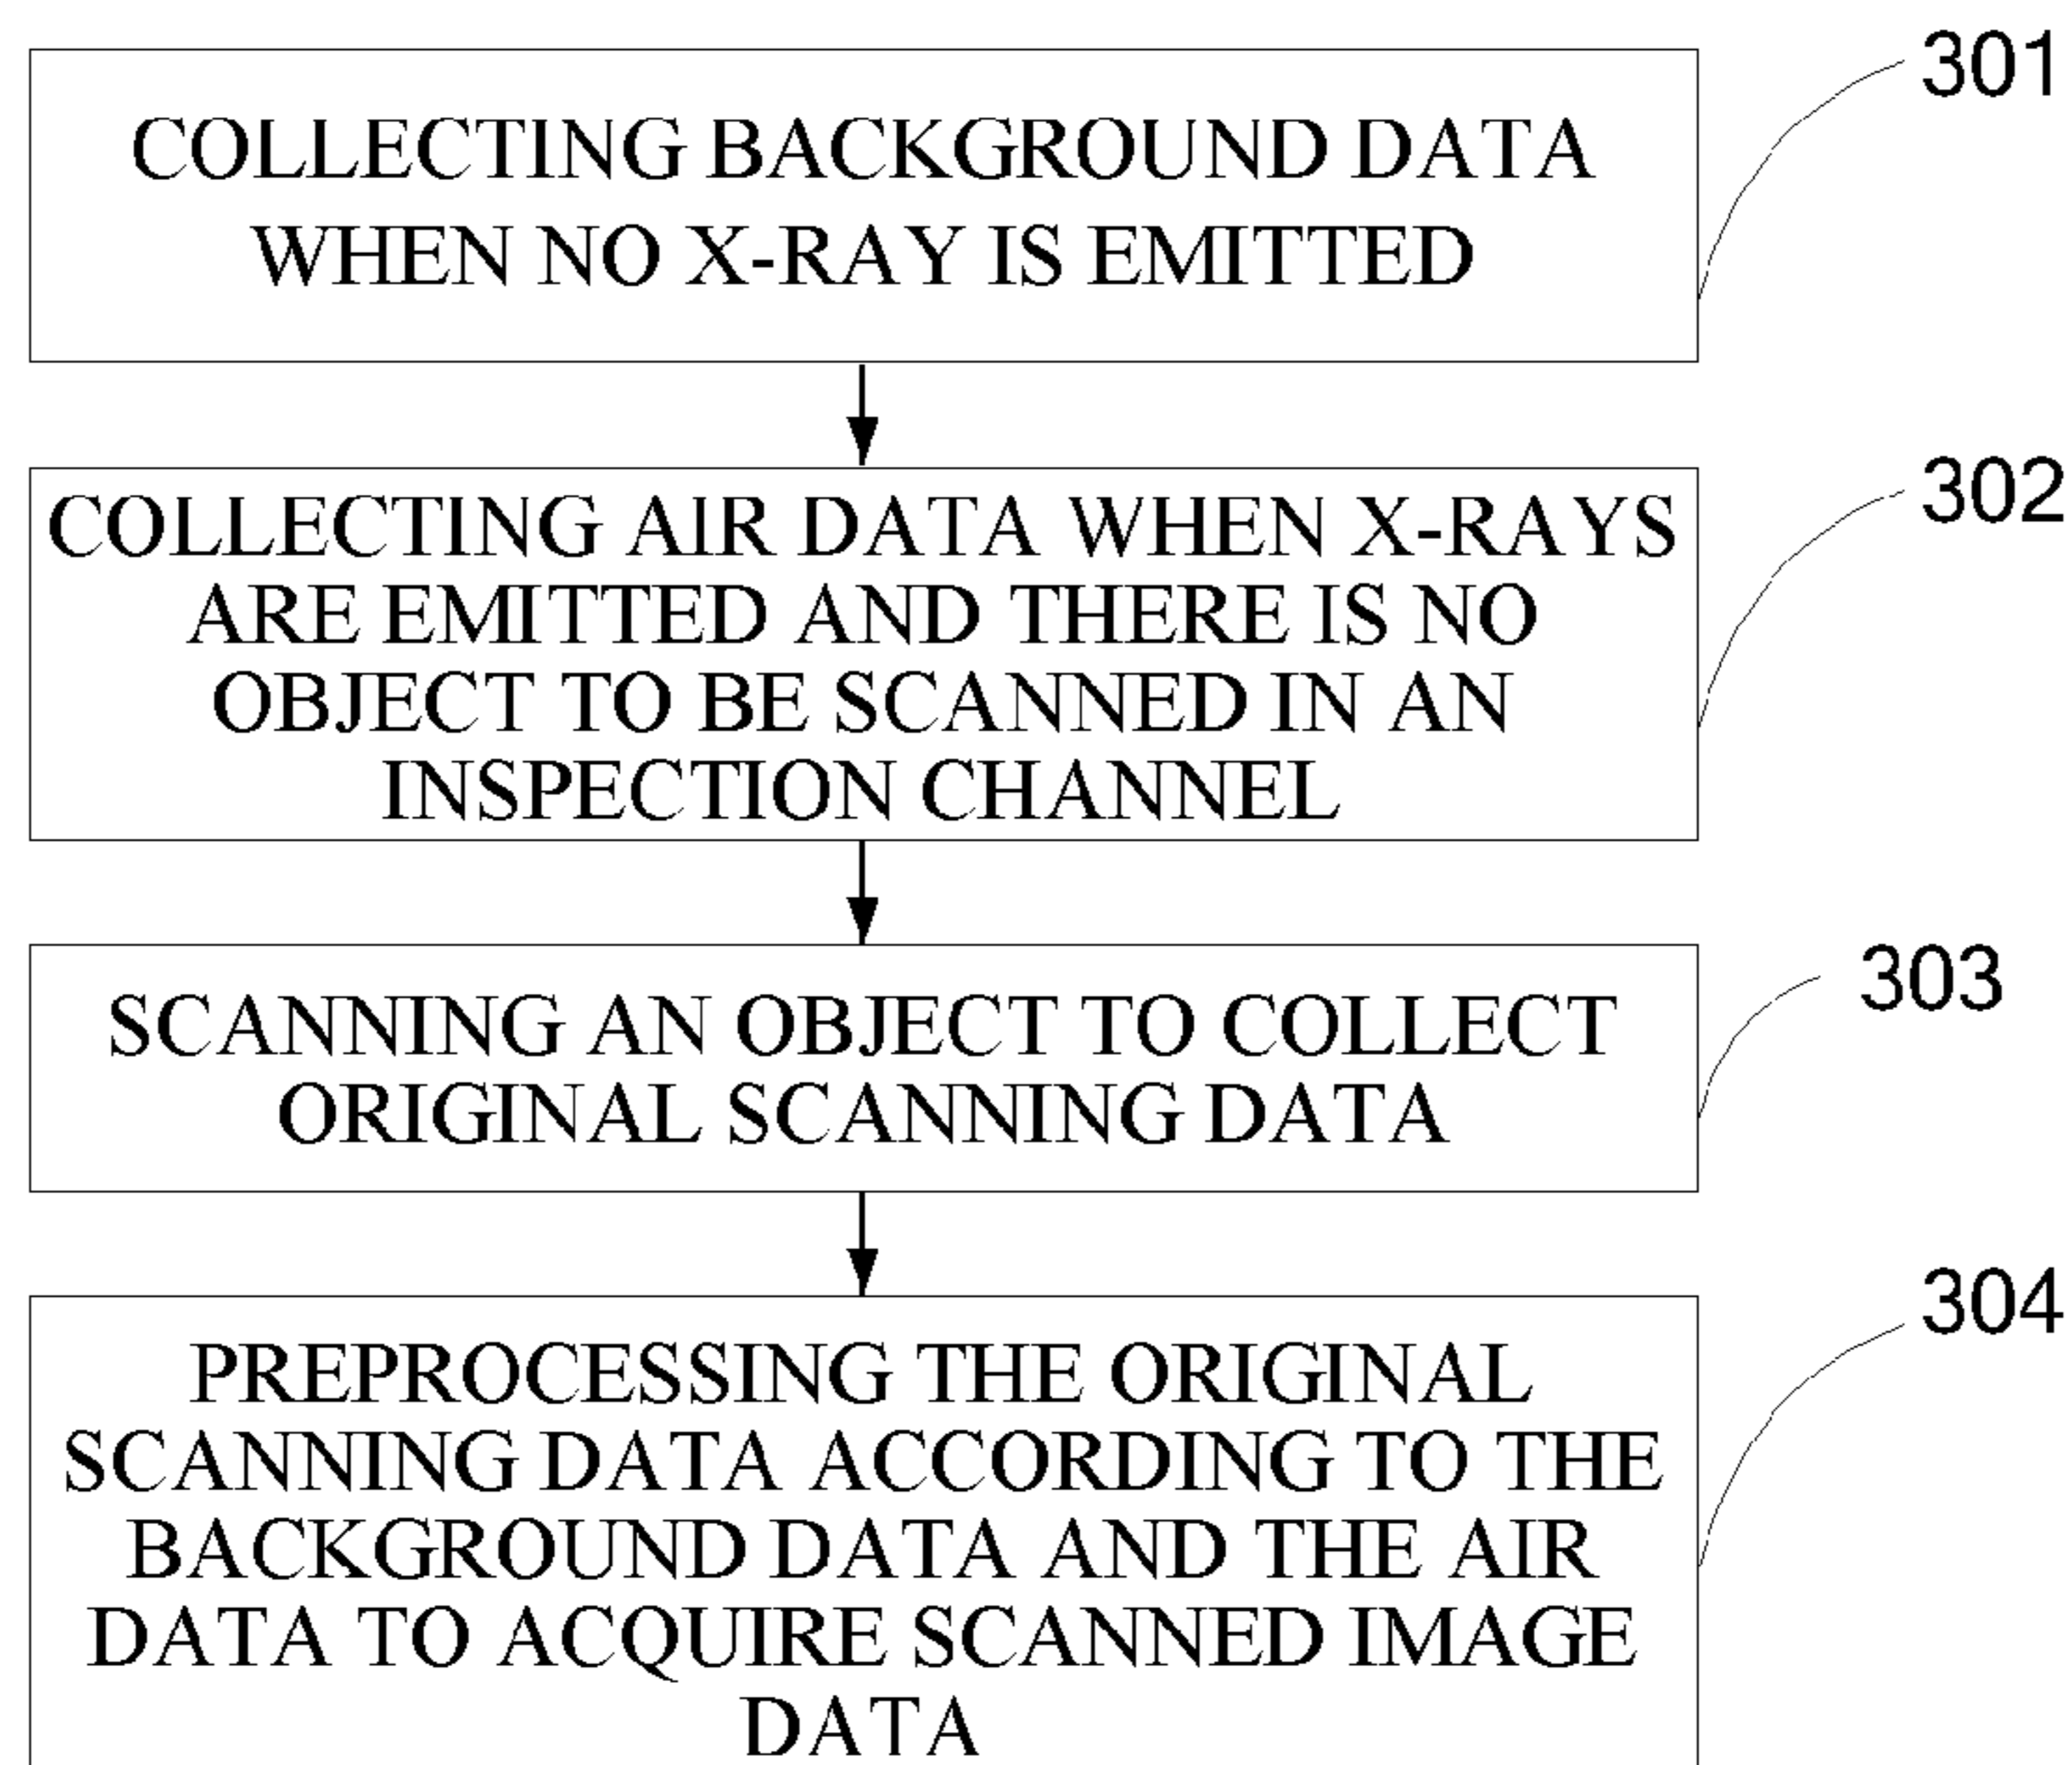 301
COLLECTING BACKGROUND DATA
WHEN NO X-RAY IS EMITTED
302
COLLECTING AIR DATA WHEN X-RAYS
ARE EMITTED AND THERE IS NO
OBJECT TO BE SCANNED IN AN
INSPECTION CHANNEL
303
SCANNING AN OBJECT TO COLLECT
ORIGINAL SCANNING DATA
304
PREPROCESSING THE ORIGINAL
SCANNING DATA ACCORDING TO THE
BACKGROUND DATA AND THE AIR
DATA TO ACQUIRE SCANNED IMAGE
DATA